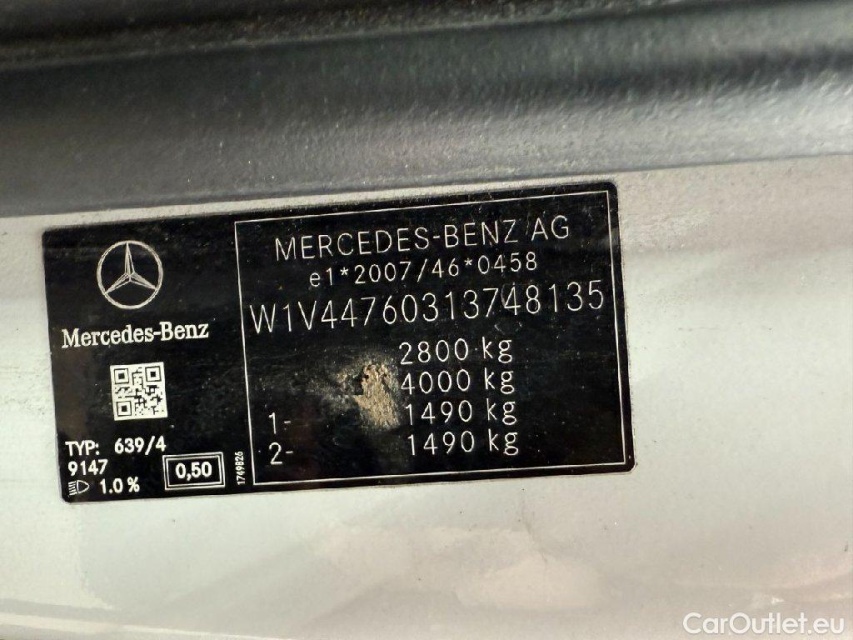 Mercedes-Benz
TYP: 639/4
9147
1.0 %
0,50
1749826
MERCEDES-BENZ AG
e1*2007/46*0458
W1V44760313748135
2800 kg
4000 kg
1- 1490 kg
2- 1490 kg
CarOutlet.eu